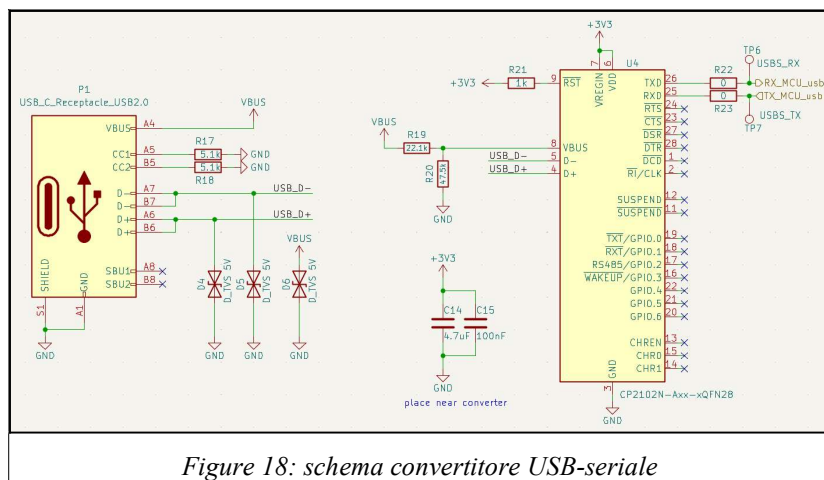 P1
USB_C_Receptacle_USB2.0
VBUS
A4
VBUS
CC1
A5
R17
5.1k
GND
CC2
B5
5.1k
GND
R18
D-
A7
USB_D-
D-
B7
D+
A6
USB_D+
D+
B6
SBU1
A8
SBU2
B8
SHIELD
GND
S1
A1
GND
D4
D_TVS 5V
GND
D5
D_TVS 5V
GND
VBUS
D6
D_TVS 5V
GND
+3V3
R21
+3V3
1k
VBUS
R19
22.1k
R20
47.5k
GND
USB_D-
USB_D+
+3V3
C14
4.7uF
C15
100nF
GND
place near converter
U4
7
6
VREGIN
VDD
9
RST
8
VBUS
5
D-
4
D+
TXD
26
RXD
25
RTS
24
CTS
23
DSR
27
DTR
28
DCD
1
RI/CLK
2
SUSPEND
12
SUSPEND
11
TXT/GPIO.0
19
RXT/GPIO.1
18
RS485/GPIO.2
17
WAKEUP/GPIO.3
16
GPIO.4
22
GPIO.5
21
GPIO.6
20
CHREN
13
CHR0
15
CHR1
14
GND
3
CP2102N-Axx-xQFN28
GND
TP6
USBS_RX
R22
0
RX_MCU_usb
0
TX_MCU_usb
R23
USBS_TX
TP7
Figure 18: schema convertitore USB-seriale